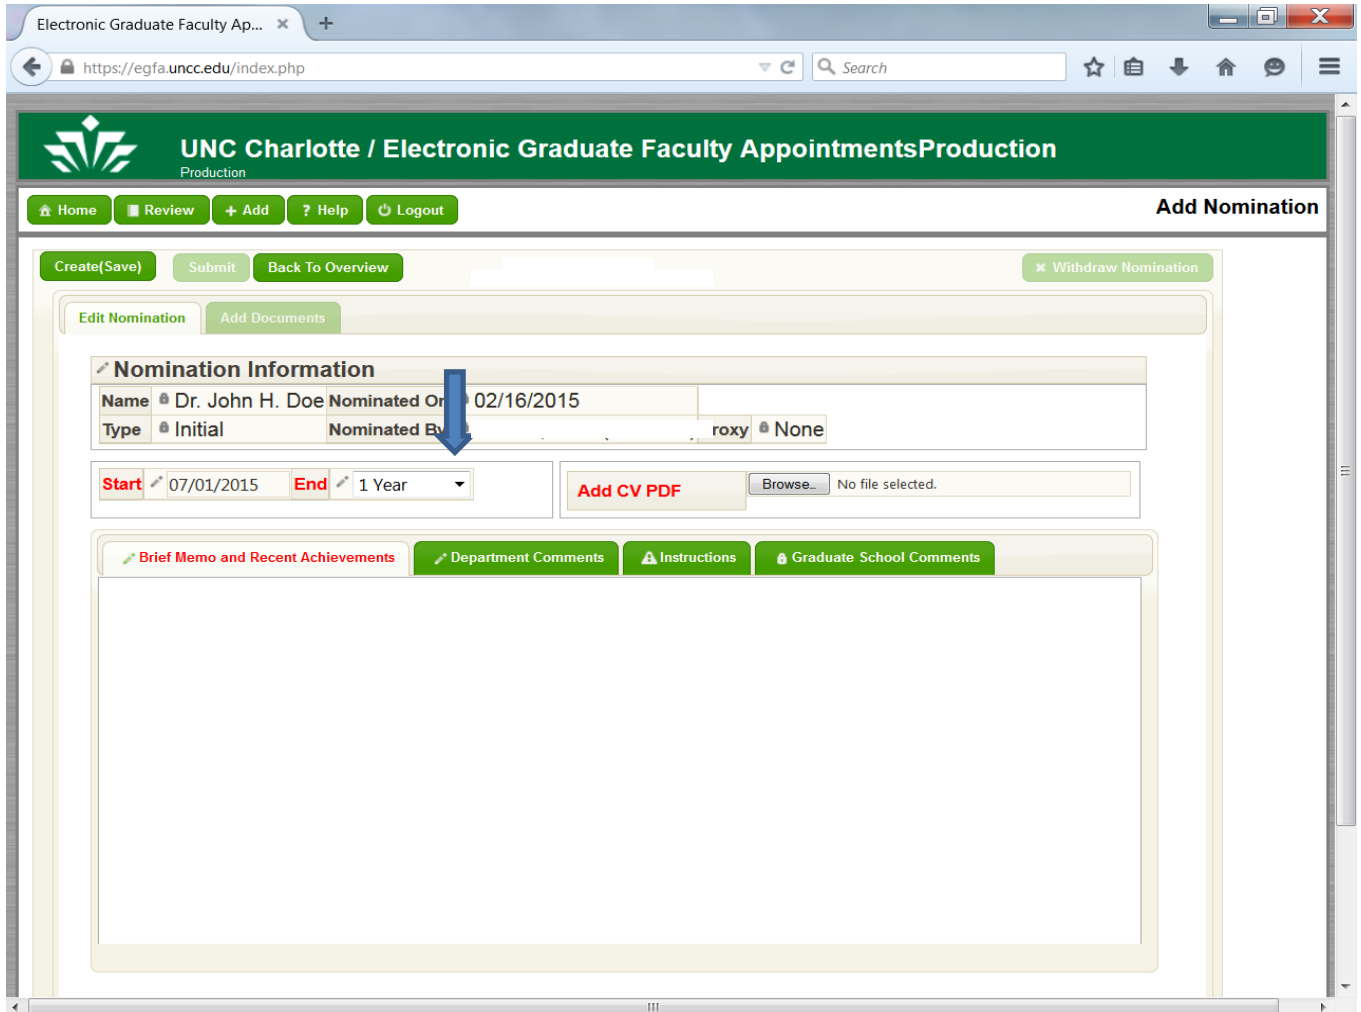 Electronic Graduate Faculty Ap...
https://egfa.uncc.edu/index.php
Search
UNC Charlotte / Electronic Graduate Faculty AppointmentsProduction
Production
Home Review + Add ? Help Logout
Add Nomination
Create(Save) Submit Back To Overview
Withdraw Nomination
Edit Nomination Add Documents
Nomination Information
Name Dr. John H. Doe Nominated 02/16/2015
Type Initial Nominated None
Start 07/01/2015 End 1 Year
Add CV PDF Browse... No file selected.
Brief Memo and Recent Achievements Department Comments Instructions Graduate School Comments